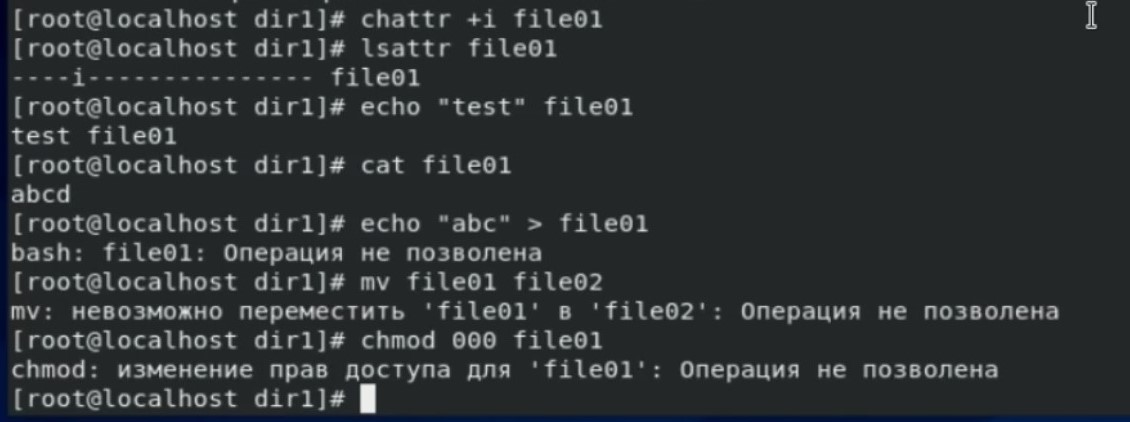 [root@localhost dir1]# chattr +i file01
[root@localhost dir1]# lsattr file01
----i--------------- file01
[root@localhost dir1]# echo "test" file01
test file01
[root@localhost dir1]# cat file01
abcd
[root@localhost dir1]# echo "abc" > file01
bash: file01: Операция не позволена
[root@localhost dir1]# mv file01 file02
mv: невозможно переместить 'file01' в 'file02': Операция не позволена
[root@localhost dir1]# chmod 000 file01
chmod: изменение прав доступа для 'file01': Операция не позволена
[root@localhost dir1]#